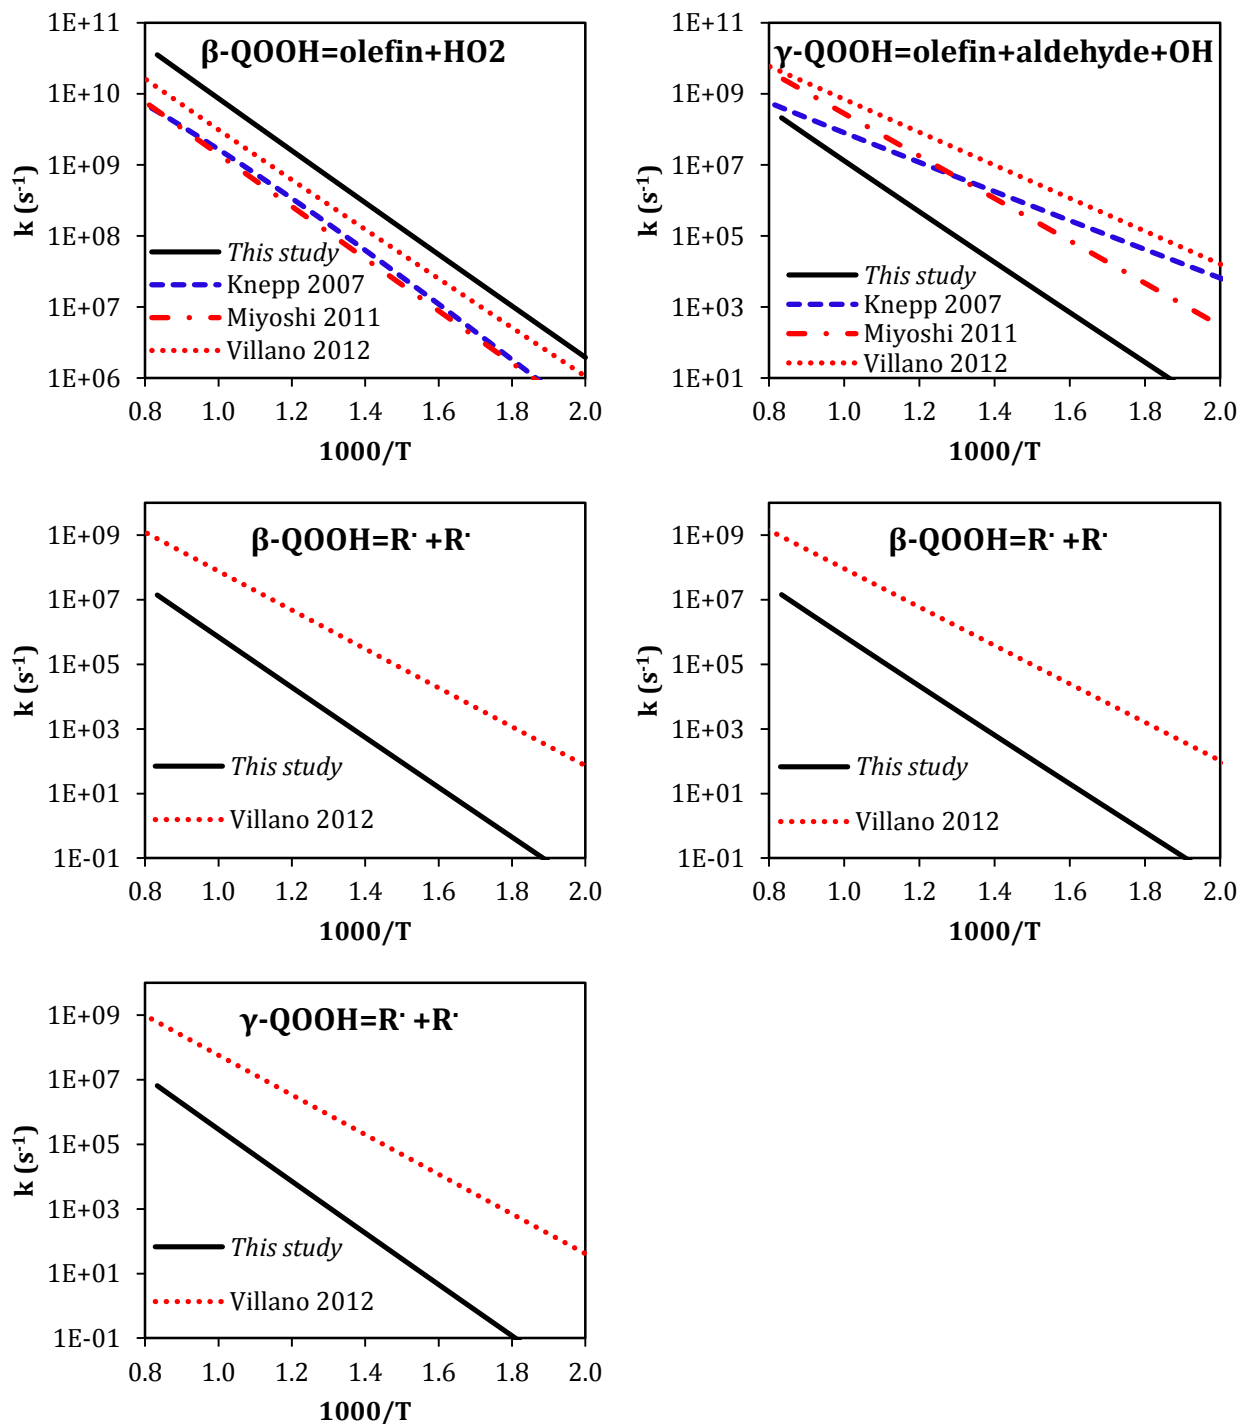 β-QOOH=olefin+HO2
1E+11
1E+10
1E+09
1E+08
1E+07
1E+06
k (s⁻¹)
This study
Knepp 2007
Miyoshi 2011
Villano 2012
0.8 1.0 1.2 1.4 1.6 1.8 2.0
1000/T
γ-QOOH=olefin+aldehyde+OH
1E+11
1E+09
1E+07
1E+05
1E+03
1E+01
k (s⁻¹)
This study
Knepp 2007
Miyoshi 2011
Villano 2012
0.8 1.0 1.2 1.4 1.6 1.8 2.0
1000/T
β-QOOH=R· +R·
1E+09
1E+07
1E+05
1E+03
1E+01
1E-01
k (s⁻¹)
This study
Villano 2012
0.8 1.0 1.2 1.4 1.6 1.8 2.0
1000/T
β-QOOH=R· +R·
1E+09
1E+07
1E+05
1E+03
1E+01
1E-01
k (s⁻¹)
This study
Villano 2012
0.8 1.0 1.2 1.4 1.6 1.8 2.0
1000/T
γ-QOOH=R· +R·
1E+09
1E+07
1E+05
1E+03
1E+01
1E-01
k (s⁻¹)
This study
Villano 2012
0.8 1.0 1.2 1.4 1.6 1.8 2.0
1000/T